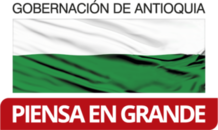 GOBERNACIÓN DE ANTIOQUIA
PIENSA EN GRANDE